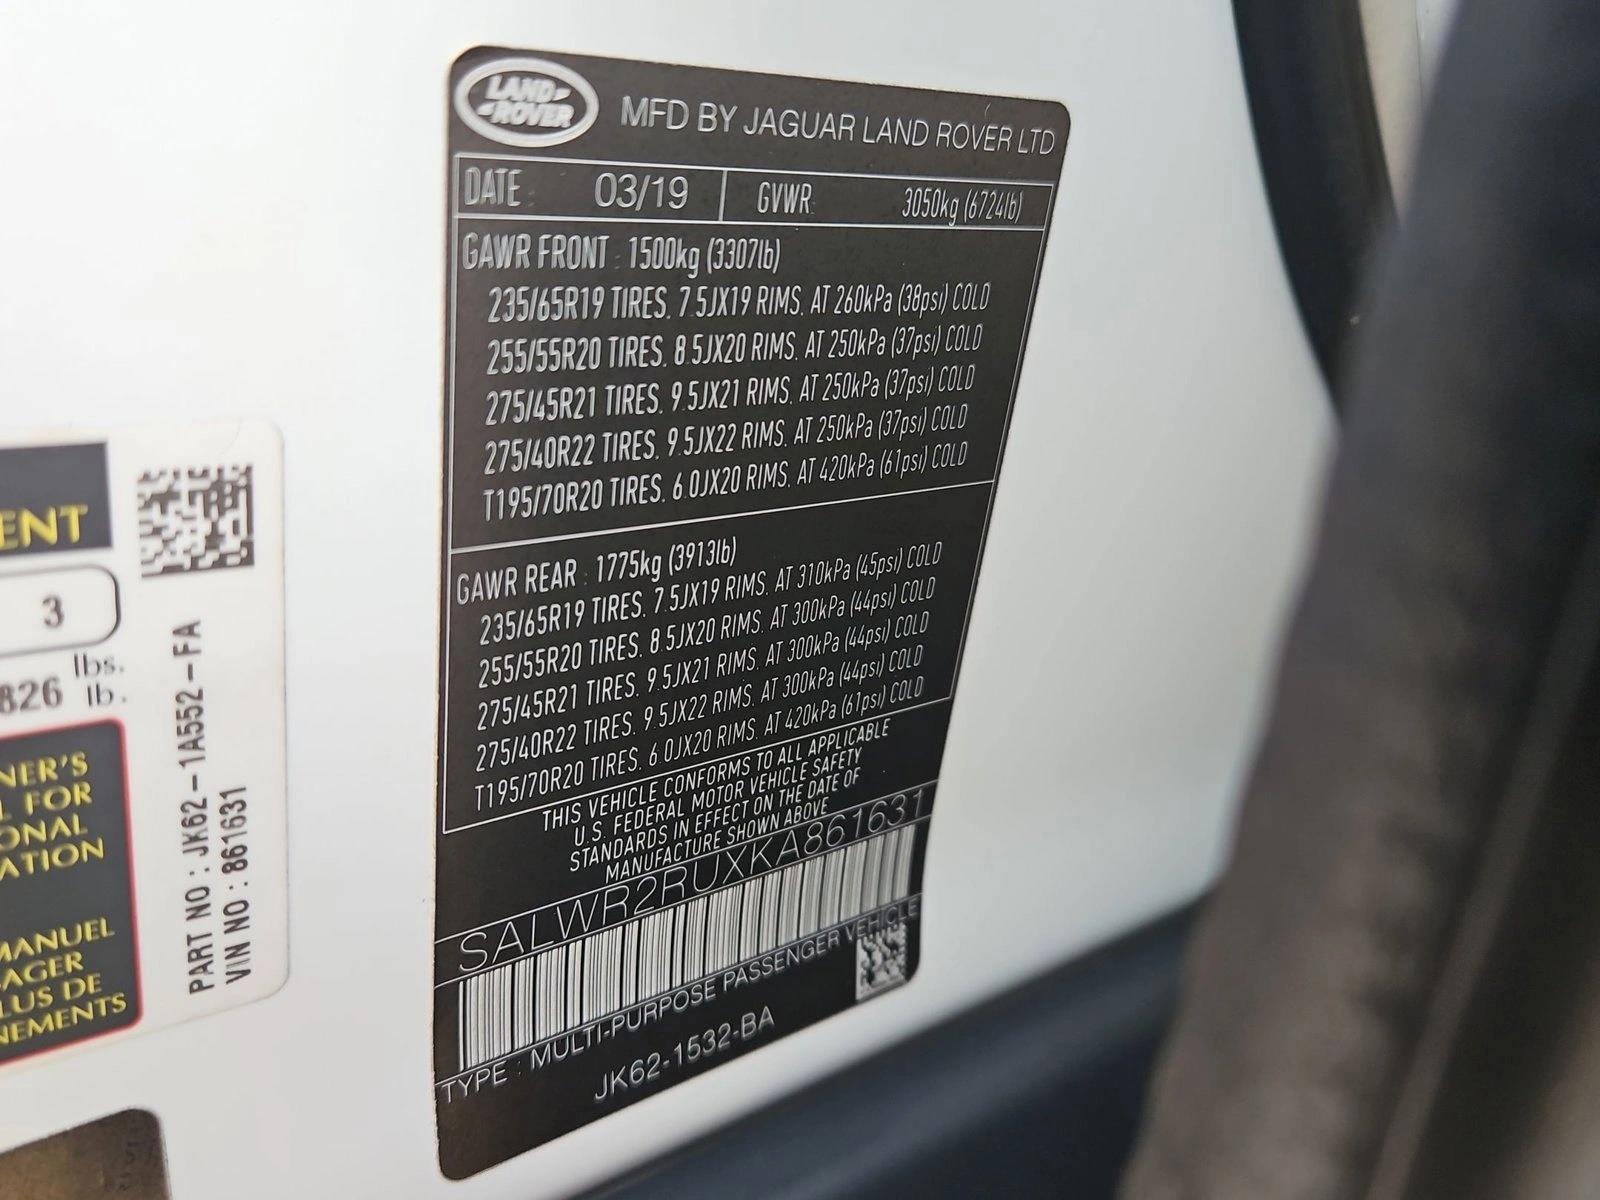 LAND ROVER
MFD BY JAGUAR LAND ROVER LTD
DATE : 03/19 GVWR: 3050kg (6724lb)
GAWR FRONT : 1500kg (3307lb)
235/65R19 TIRES, 7.5JX19 RIMS, AT 260kPa (38psi) COLD
255/55R20 TIRES, 8.5JX20 RIMS, AT 250kPa (37psi) COLD
275/45R21 TIRES, 9.5JX21 RIMS, AT 250kPa (37psi) COLD
275/40R22 TIRES, 9.5JX22 RIMS, AT 250kPa (37psi) COLD
T195/70R20 TIRES, 6.0JX20 RIMS, AT 420kPa (61psi) COLD
GAWR REAR : 1775kg (3913lb)
235/65R19 TIRES, 7.5JX19 RIMS, AT 310kPa (45psi) COLD
255/55R20 TIRES, 8.5JX20 RIMS, AT 300kPa (44psi) COLD
275/45R21 TIRES, 9.5JX21 RIMS, AT 300kPa (44psi) COLD
275/40R22 TIRES, 9.5JX22 RIMS, AT 300kPa (44psi) COLD
T195/70R20 TIRES, 6.0JX20 RIMS, AT 420kPa (61psi) COLD
THIS VEHICLE CONFORMS TO ALL APPLICABLE
U.S. FEDERAL MOTOR VEHICLE SAFETY
STANDARDS IN EFFECT ON THE DATE OF
MANUFACTURE SHOWN ABOVE
SALWR2RUXKA861631
TYPE : MULTI-PURPOSE PASSENGER VEHICLE
JK62-1532-BA
ENT
3
826 lbs.
lb.
NER'S
L FOR
ONAL
ATION
MANUEL
AGER
LUS DE
NEMENTS
PART NO : JK62-1A552-FA
VIN NO : 861631